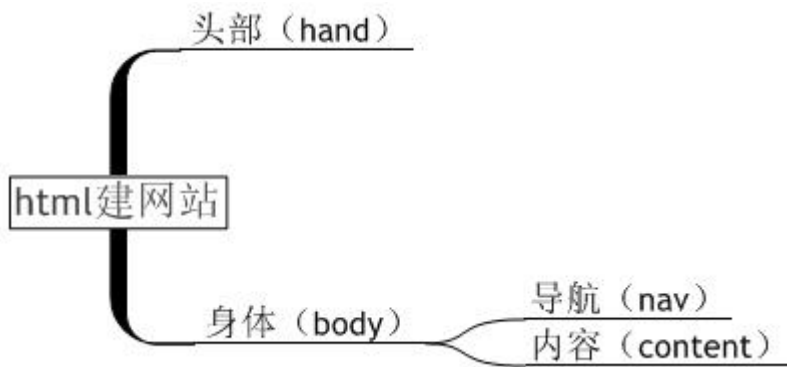 头部（hand）
html建网站
身体（body）
导航（nav）
内容（content）